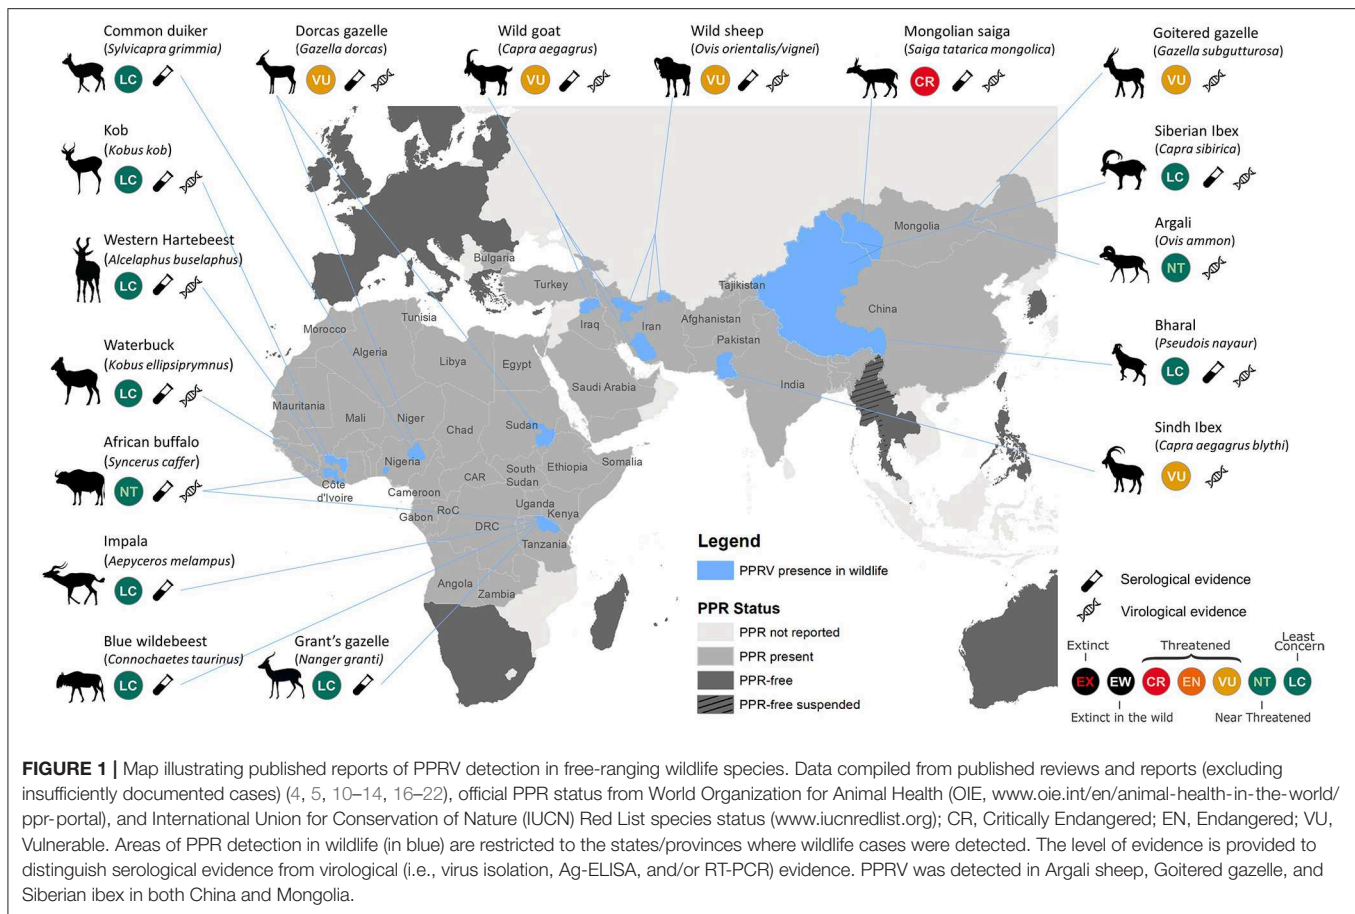 Common duiker
(Sylvicapra grimmia)
LC
Dorcas gazelle
(Gazella dorcas)
VU
Wild goat
(Capra aegagrus)
VU
Wild sheep
(Ovis orientalis/vignei)
VU
Mongolian saiga
(Saiga tatarica mongolica)
CR
Goitered gazelle
(Gazella subgutturosa)
VU
Kob
(Kobus kob)
LC
Siberian Ibex
(Capra sibirica)
LC
Western Hartebeest
(Alcelaphus buselaphus)
LC
Argali
(Ovis ammon)
NT
Waterbuck
(Kobus ellipsiprymnus)
LC
Bharal
(Pseudois nayaur)
LC
African buffalo
(Syncerus caffer)
NT
Sindh Ibex
(Capra aegagrus blythi)
VU
Impala
(Aepyceros melampus)
LC
Blue wildebeest
(Connochaetes taurinus)
LC
Grant's gazelle
(Nanger granti)
LC
Mongolia
Bulgaria
Turkey
Tajikistan
China
Tunisia
Morocco
Iraq
Iran
Afghanistan
Pakistan
Algeria
Libya
Egypt
Saudi Arabia
India
Mauritania
Mali
Niger
Chad
Sudan
Nigeria
CAR
South
Sudan
Ethiopia
Somalia
Côte
d'Ivoire
Cameroon
Uganda
Kenya
Gabon
RoC
DRC
Tanzania
Angola
Zambia
Legend
PPRV presence in wildlife
PPR Status
PPR not reported
PPR present
PPR-free
PPR-free suspended
Serological evidence
Virological evidence
Extinct
Threatened
Least
Concern
EX
EW
CR
EN
VU
NT
LC
Extinct in the wild
Near Threatened
FIGURE 1 | Map illustrating published reports of PPRV detection in free-ranging wildlife species. Data compiled from published reviews and reports (excluding
insufficiently documented cases) (4, 5, 10–14, 16–22), official PPR status from World Organization for Animal Health (OIE, www.oie.int/en/animal-health-in-the-world/
ppr-portal), and International Union for Conservation of Nature (IUCN) Red List species status (www.iucnredlist.org); CR, Critically Endangered; EN, Endangered; VU,
Vulnerable. Areas of PPR detection in wildlife (in blue) are restricted to the states/provinces where wildlife cases were detected. The level of evidence is provided to
distinguish serological evidence from virological (i.e., virus isolation, Ag-ELISA, and/or RT-PCR) evidence. PPRV was detected in Argali sheep, Goitered gazelle, and
Siberian ibex in both China and Mongolia.